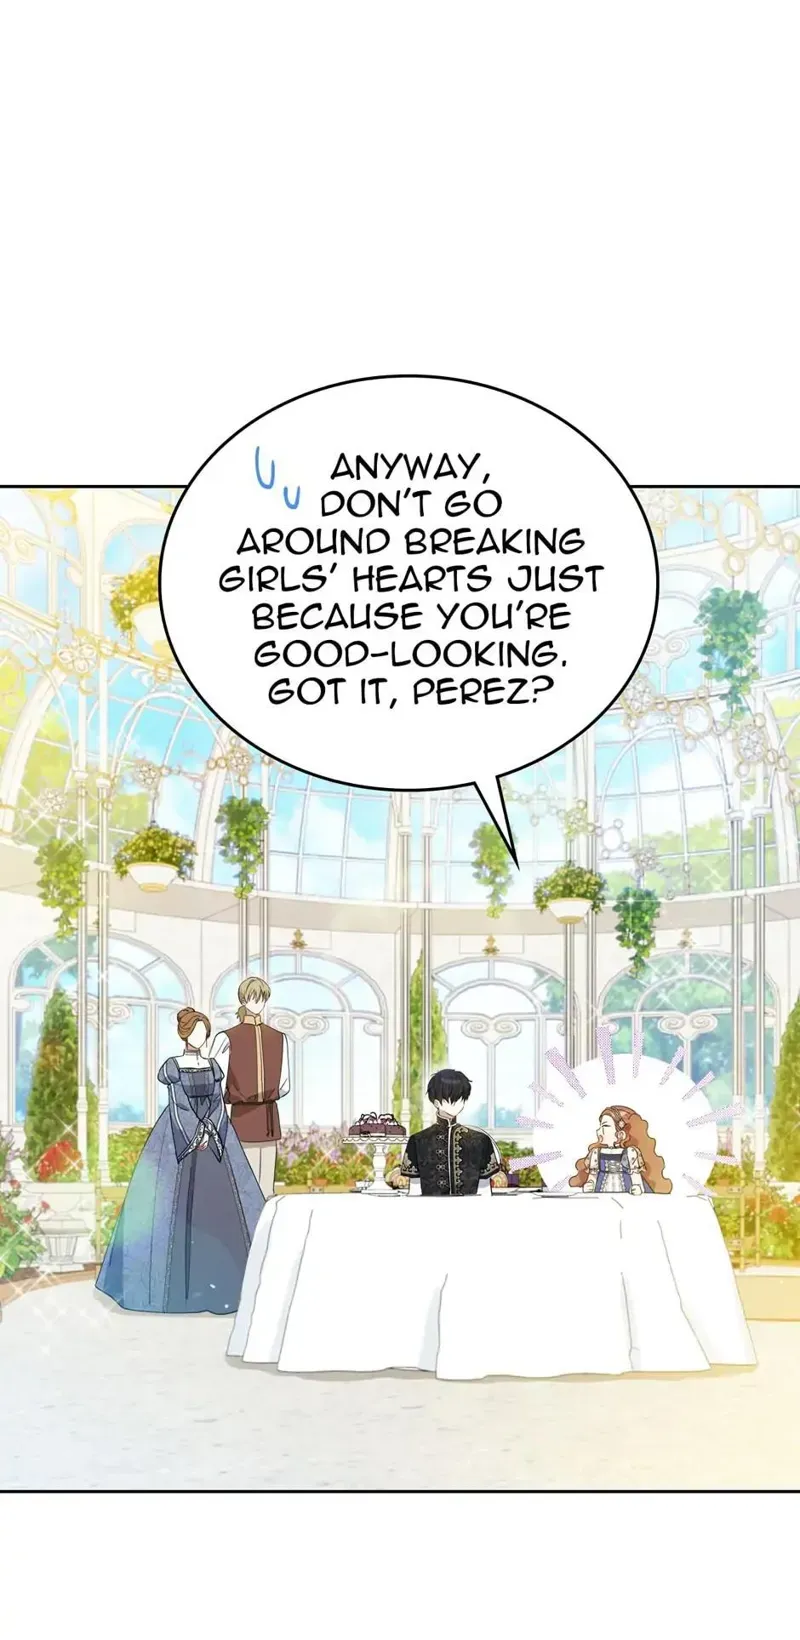 ANYWAY,
DON'T GO
AROUND BREAKING
GIRLS' HEARTS JUST
BECAUSE YOU'RE
GOOD-LOOKING.
GOT IT, PEREZ?